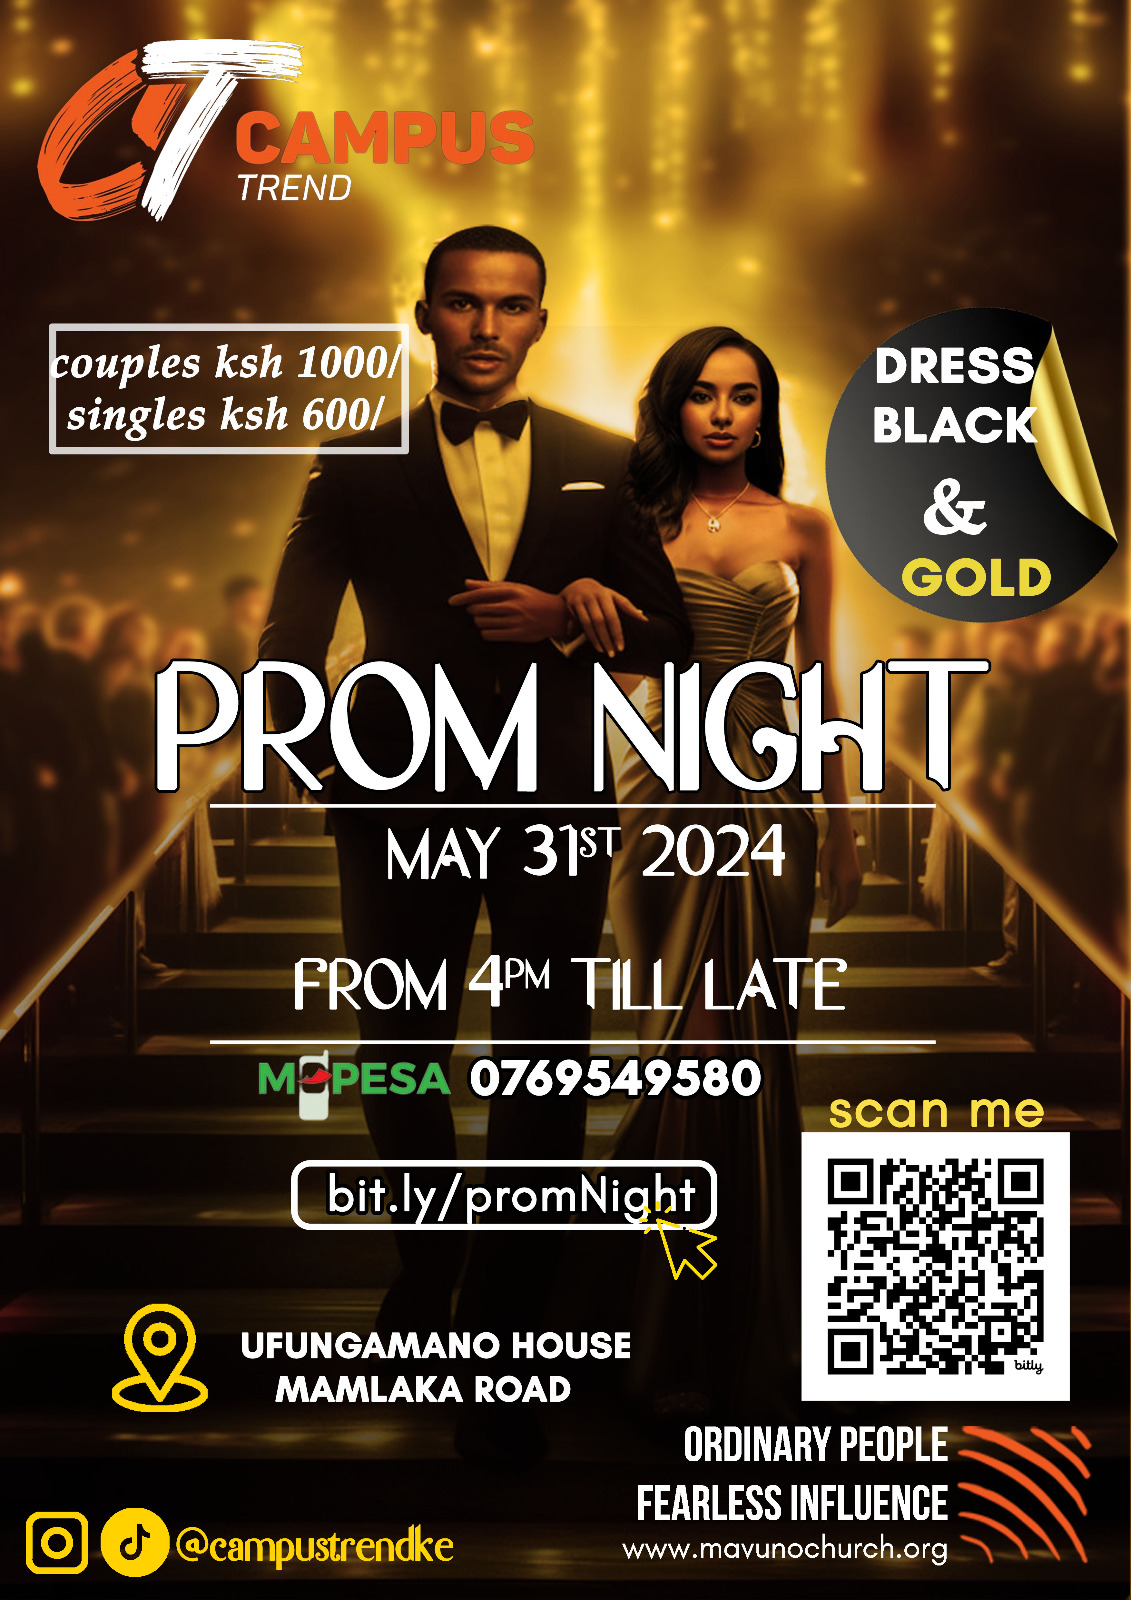 CT CAMPUS
TREND
couples ksh 1000/
singles ksh 600/
DRESS
BLACK
&
GOLD
PROM NIGHT
MAY 31ST 2024
FROM 4PM TILL LATE
M-PESA 0769549580
scan me
bit.ly/promNight
bitly
UFUNGAMANO HOUSE
MAMLAKA ROAD
ORDINARY PEOPLE
FEARLESS INFLUENCE
www.mavunochurch.org
@campustrendke